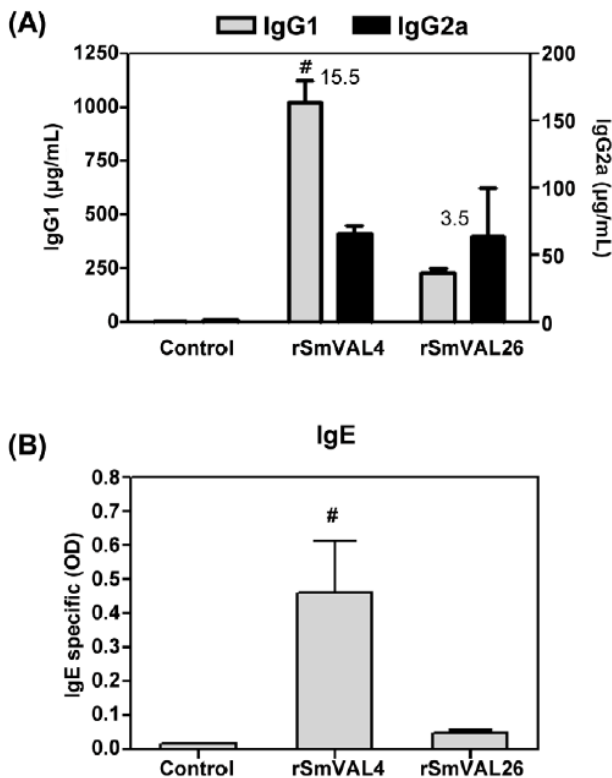 (A)
IgG1 IgG2a
IgG1 (µg/mL)
1250
1000
750
500
250
0
# 15.5
3.5
200
150
100
50
0
IgG2a (µg/mL)
Control rSmVAL4 rSmVAL26
(B)
IgE
IgE specific (OD)
0.8
0.7
0.6
0.5
0.4
0.3
0.2
0.1
0.0
#
Control rSmVAL4 rSmVAL26